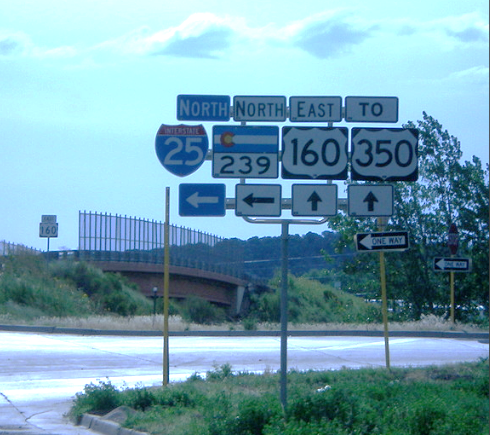 NORTH NORTH EAST TO
INTERSTATE
25 239 160 350
160
ONE WAY
ONE WAY